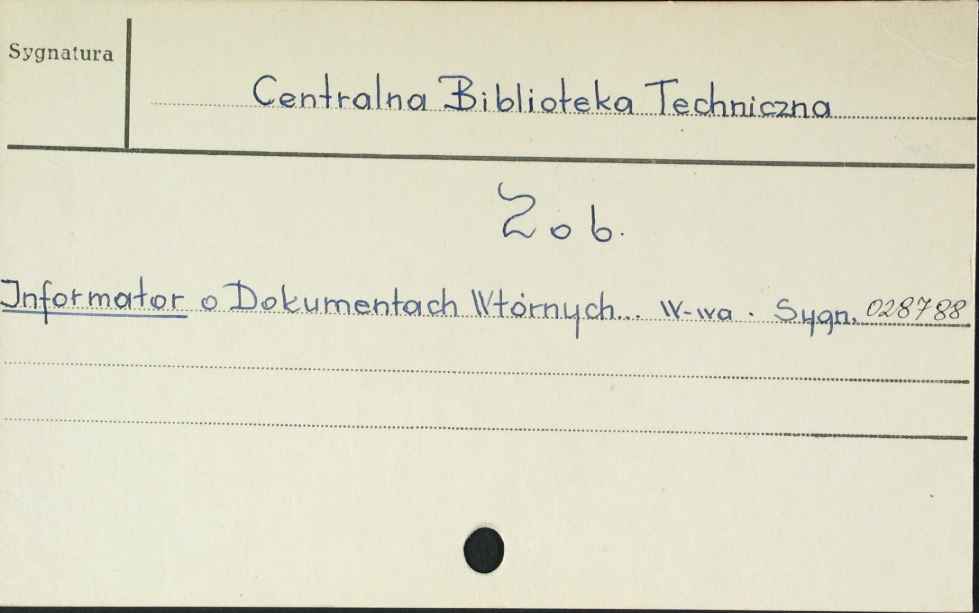 Sygnatura
Centralna Biblioteka Techniczna
Zob.
Informator o Dokumentach Wtórnych... W-wa. Sygn. 028788